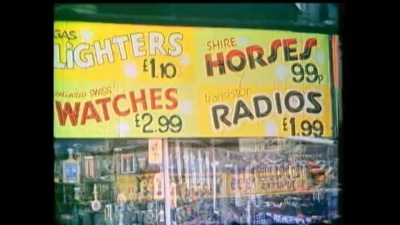 GAS
LIGHTERS
£1.10
SHIRE
HORSES
99p
SWISS
WATCHES
£2.99
transistor
RADIOS
£1.99